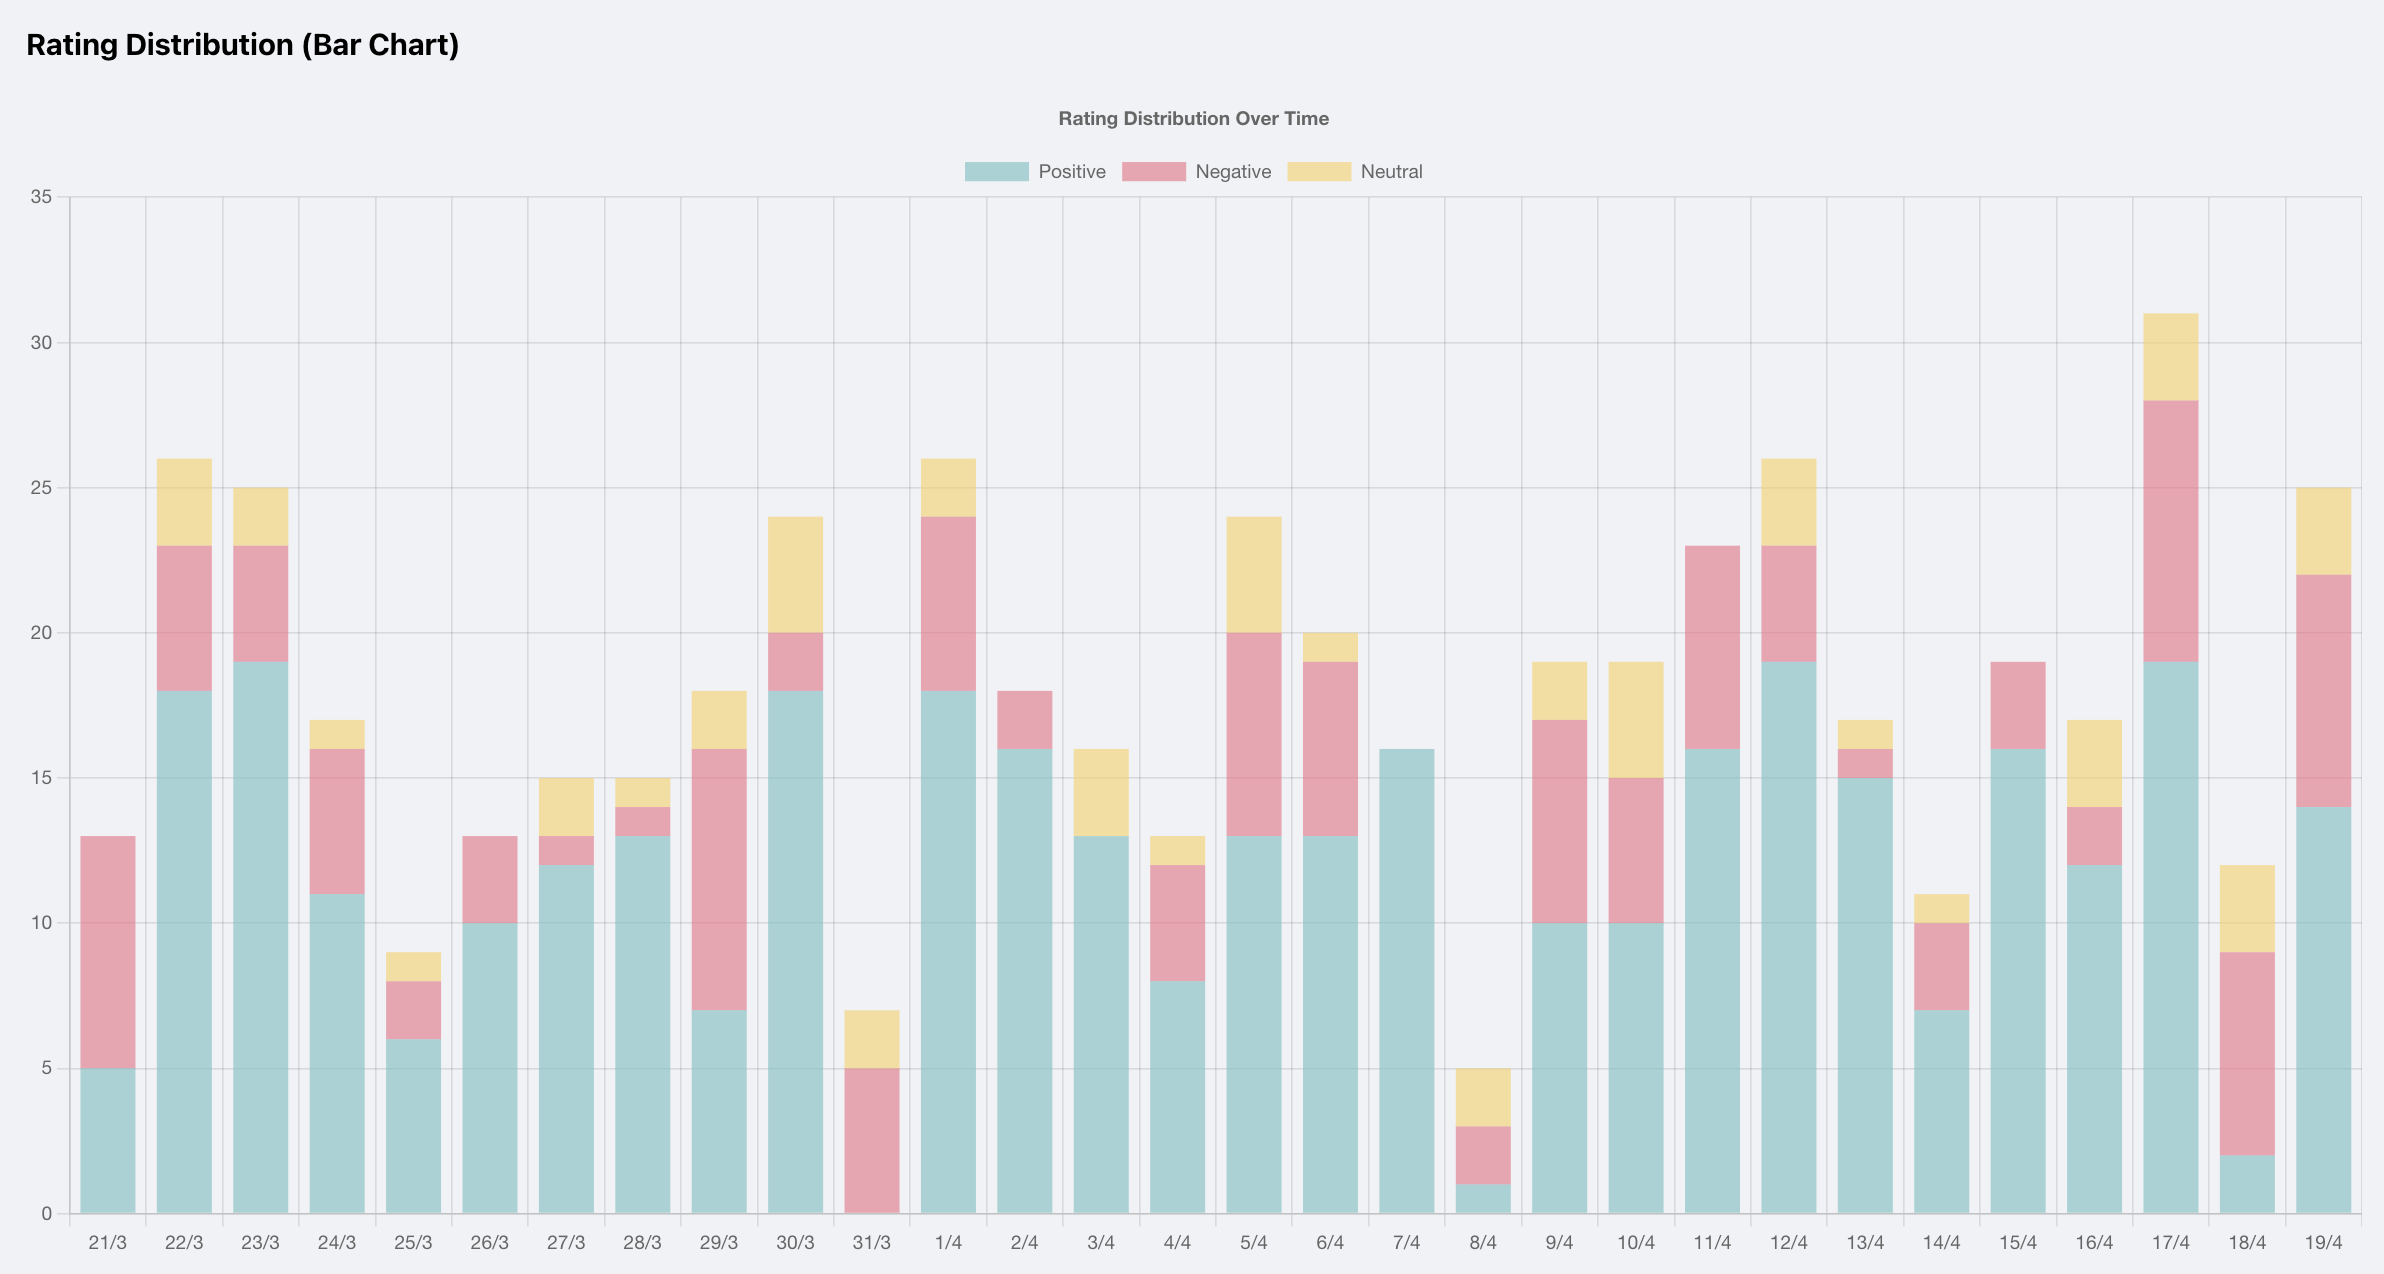 Rating Distribution (Bar Chart)
Rating Distribution Over Time
Positive Negative Neutral
35
30
25
20
15
10
5
0
21/3 22/3 23/3 24/3 25/3 26/3 27/3 28/3 29/3 30/3 31/3 1/4 2/4 3/4 4/4 5/4 6/4 7/4 8/4 9/4 10/4 11/4 12/4 13/4 14/4 15/4 16/4 17/4 18/4 19/4